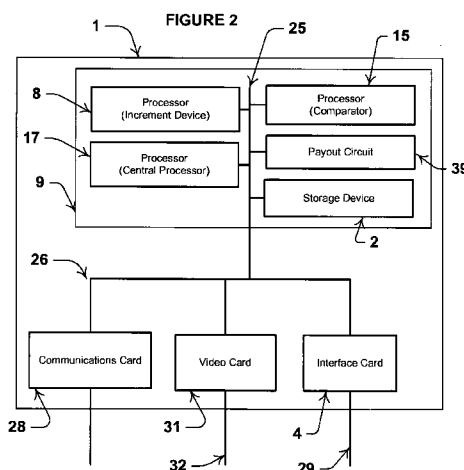 FIGURE 2
1
25
15
8
Processor
(Increment Device)
Processor
(Comparator)
17
Processor
(Central Processor)
Payout Circuit
39
9
Storage Device
2
26
Communications Card
Video Card
Interface Card
28
31
4
32
29